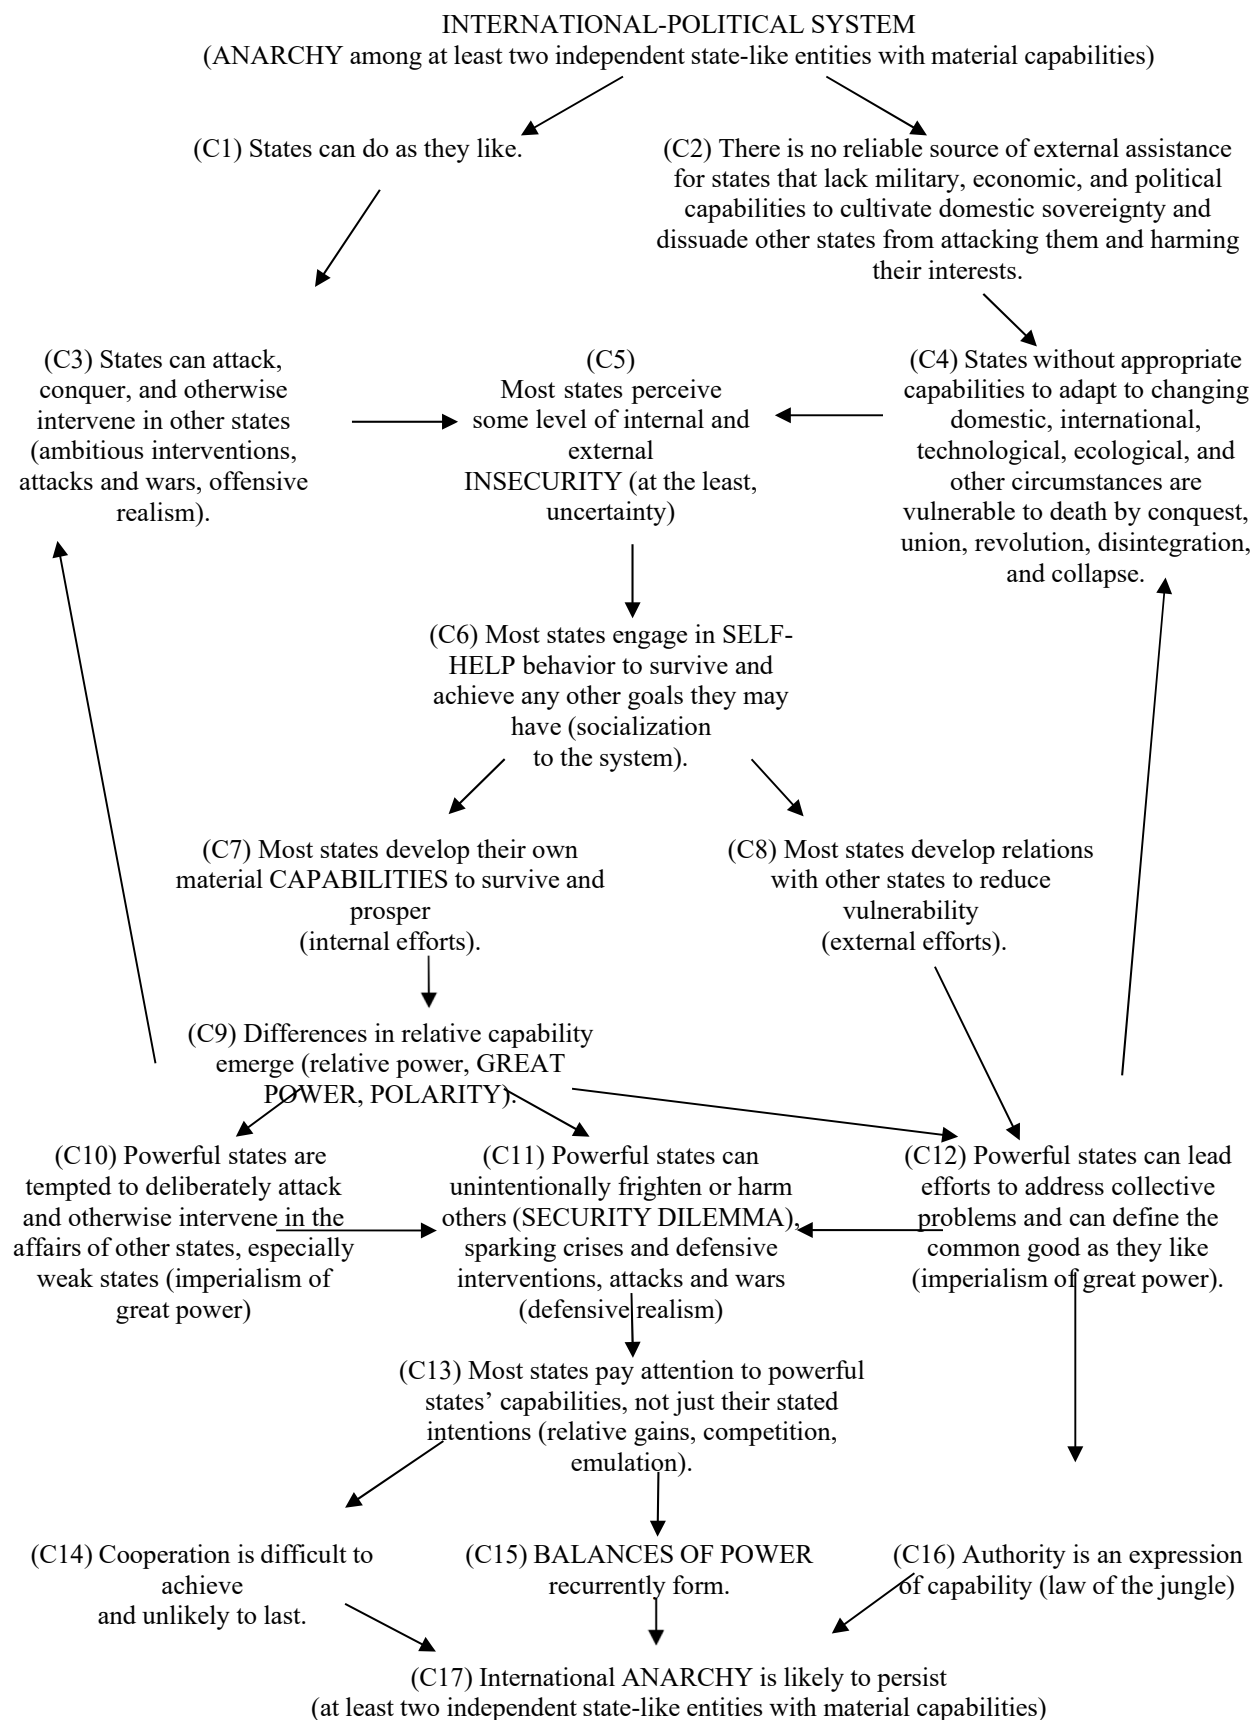 INTERNATIONAL-POLITICAL SYSTEM
(ANARCHY among at least two independent state-like entities with material capabilities)
(C1) States can do as they like.
(C2) There is no reliable source of external assistance
for states that lack military, economic, and political
capabilities to cultivate domestic sovereignty and
dissuade other states from attacking them and harming
their interests.
(C3) States can attack,
conquer, and otherwise
intervene in other states
(ambitious interventions,
attacks and wars, offensive
realism).
(C5)
Most states perceive
some level of internal and
external
INSECURITY (at the least,
uncertainty)
(C4) States without appropriate
capabilities to adapt to changing
domestic, international,
technological, ecological, and
other circumstances are
vulnerable to death by conquest,
union, revolution, disintegration,
and collapse.
(C6) Most states engage in SELF-
HELP behavior to survive and
achieve any other goals they may
have (socialization
to the system).
(C7) Most states develop their own
material CAPABILITIES to survive and
prosper
(internal efforts).
(C8) Most states develop relations
with other states to reduce
vulnerability
(external efforts).
(C9) Differences in relative capability
emerge (relative power, GREAT
POWER, POLARITY).
(C10) Powerful states are
tempted to deliberately attack
and otherwise intervene in the
affairs of other states, especially
weak states (imperialism of
great power)
(C11) Powerful states can
unintentionally frighten or harm
others (SECURITY DILEMMA),
sparking crises and defensive
interventions, attacks and wars
(defensive realism)
(C12) Powerful states can lead
efforts to address collective
problems and can define the
common good as they like
(imperialism of great power).
(C13) Most states pay attention to powerful
states’ capabilities, not just their stated
intentions (relative gains, competition,
emulation).
(C14) Cooperation is difficult to
achieve
and unlikely to last.
(C15) BALANCES OF POWER
recurrently form.
(C16) Authority is an expression
of capability (law of the jungle)
(C17) International ANARCHY is likely to persist
(at least two independent state-like entities with material capabilities)